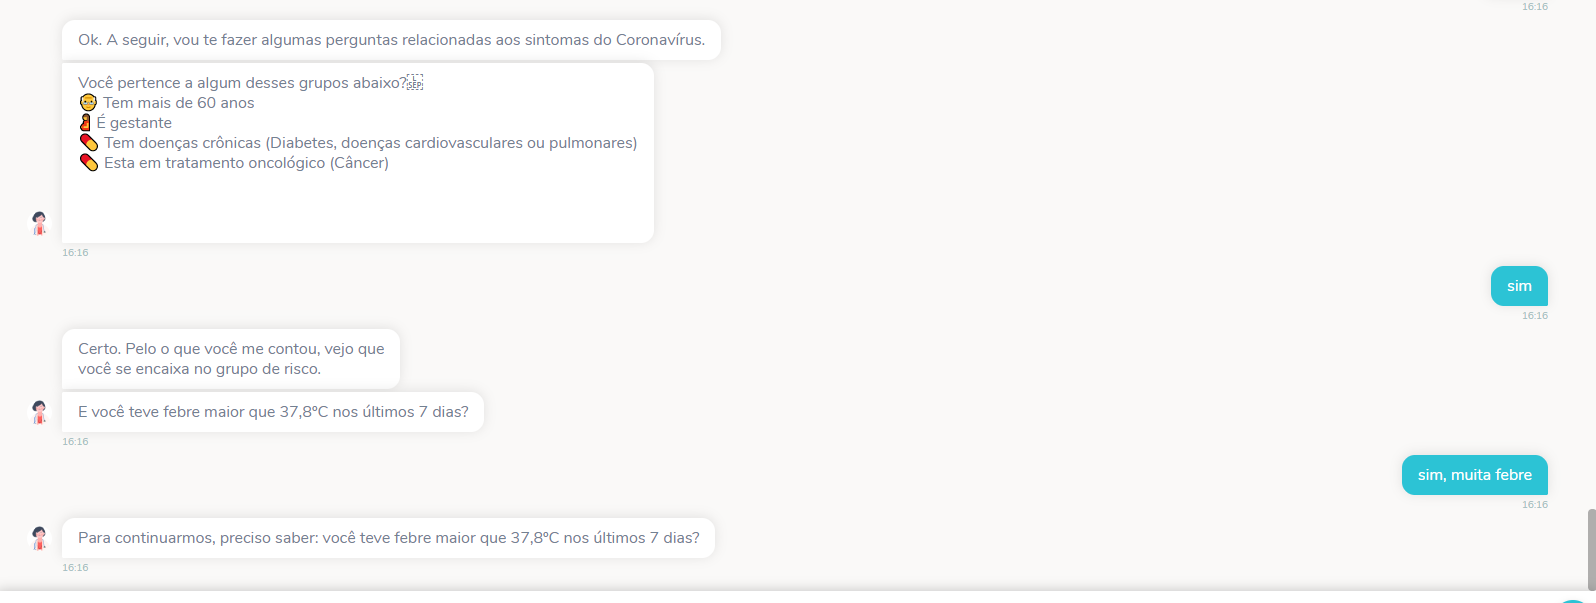 16:16
Ok. A seguir, vou te fazer algumas perguntas relacionadas aos sintomas do Coronavírus.
Você pertence a algum desses grupos abaixo?
👴 Tem mais de 60 anos
🤰 É gestante
💊 Tem doenças crônicas (Diabetes, doenças cardiovasculares ou pulmonares)
💊 Esta em tratamento oncológico (Câncer)
16:16
sim
16:16
Certo. Pelo o que você me contou, vejo que
você se encaixa no grupo de risco.
E você teve febre maior que 37,8ºC nos últimos 7 dias?
16:16
sim, muita febre
16:16
Para continuarmos, preciso saber: você teve febre maior que 37,8ºC nos últimos 7 dias?
16:16